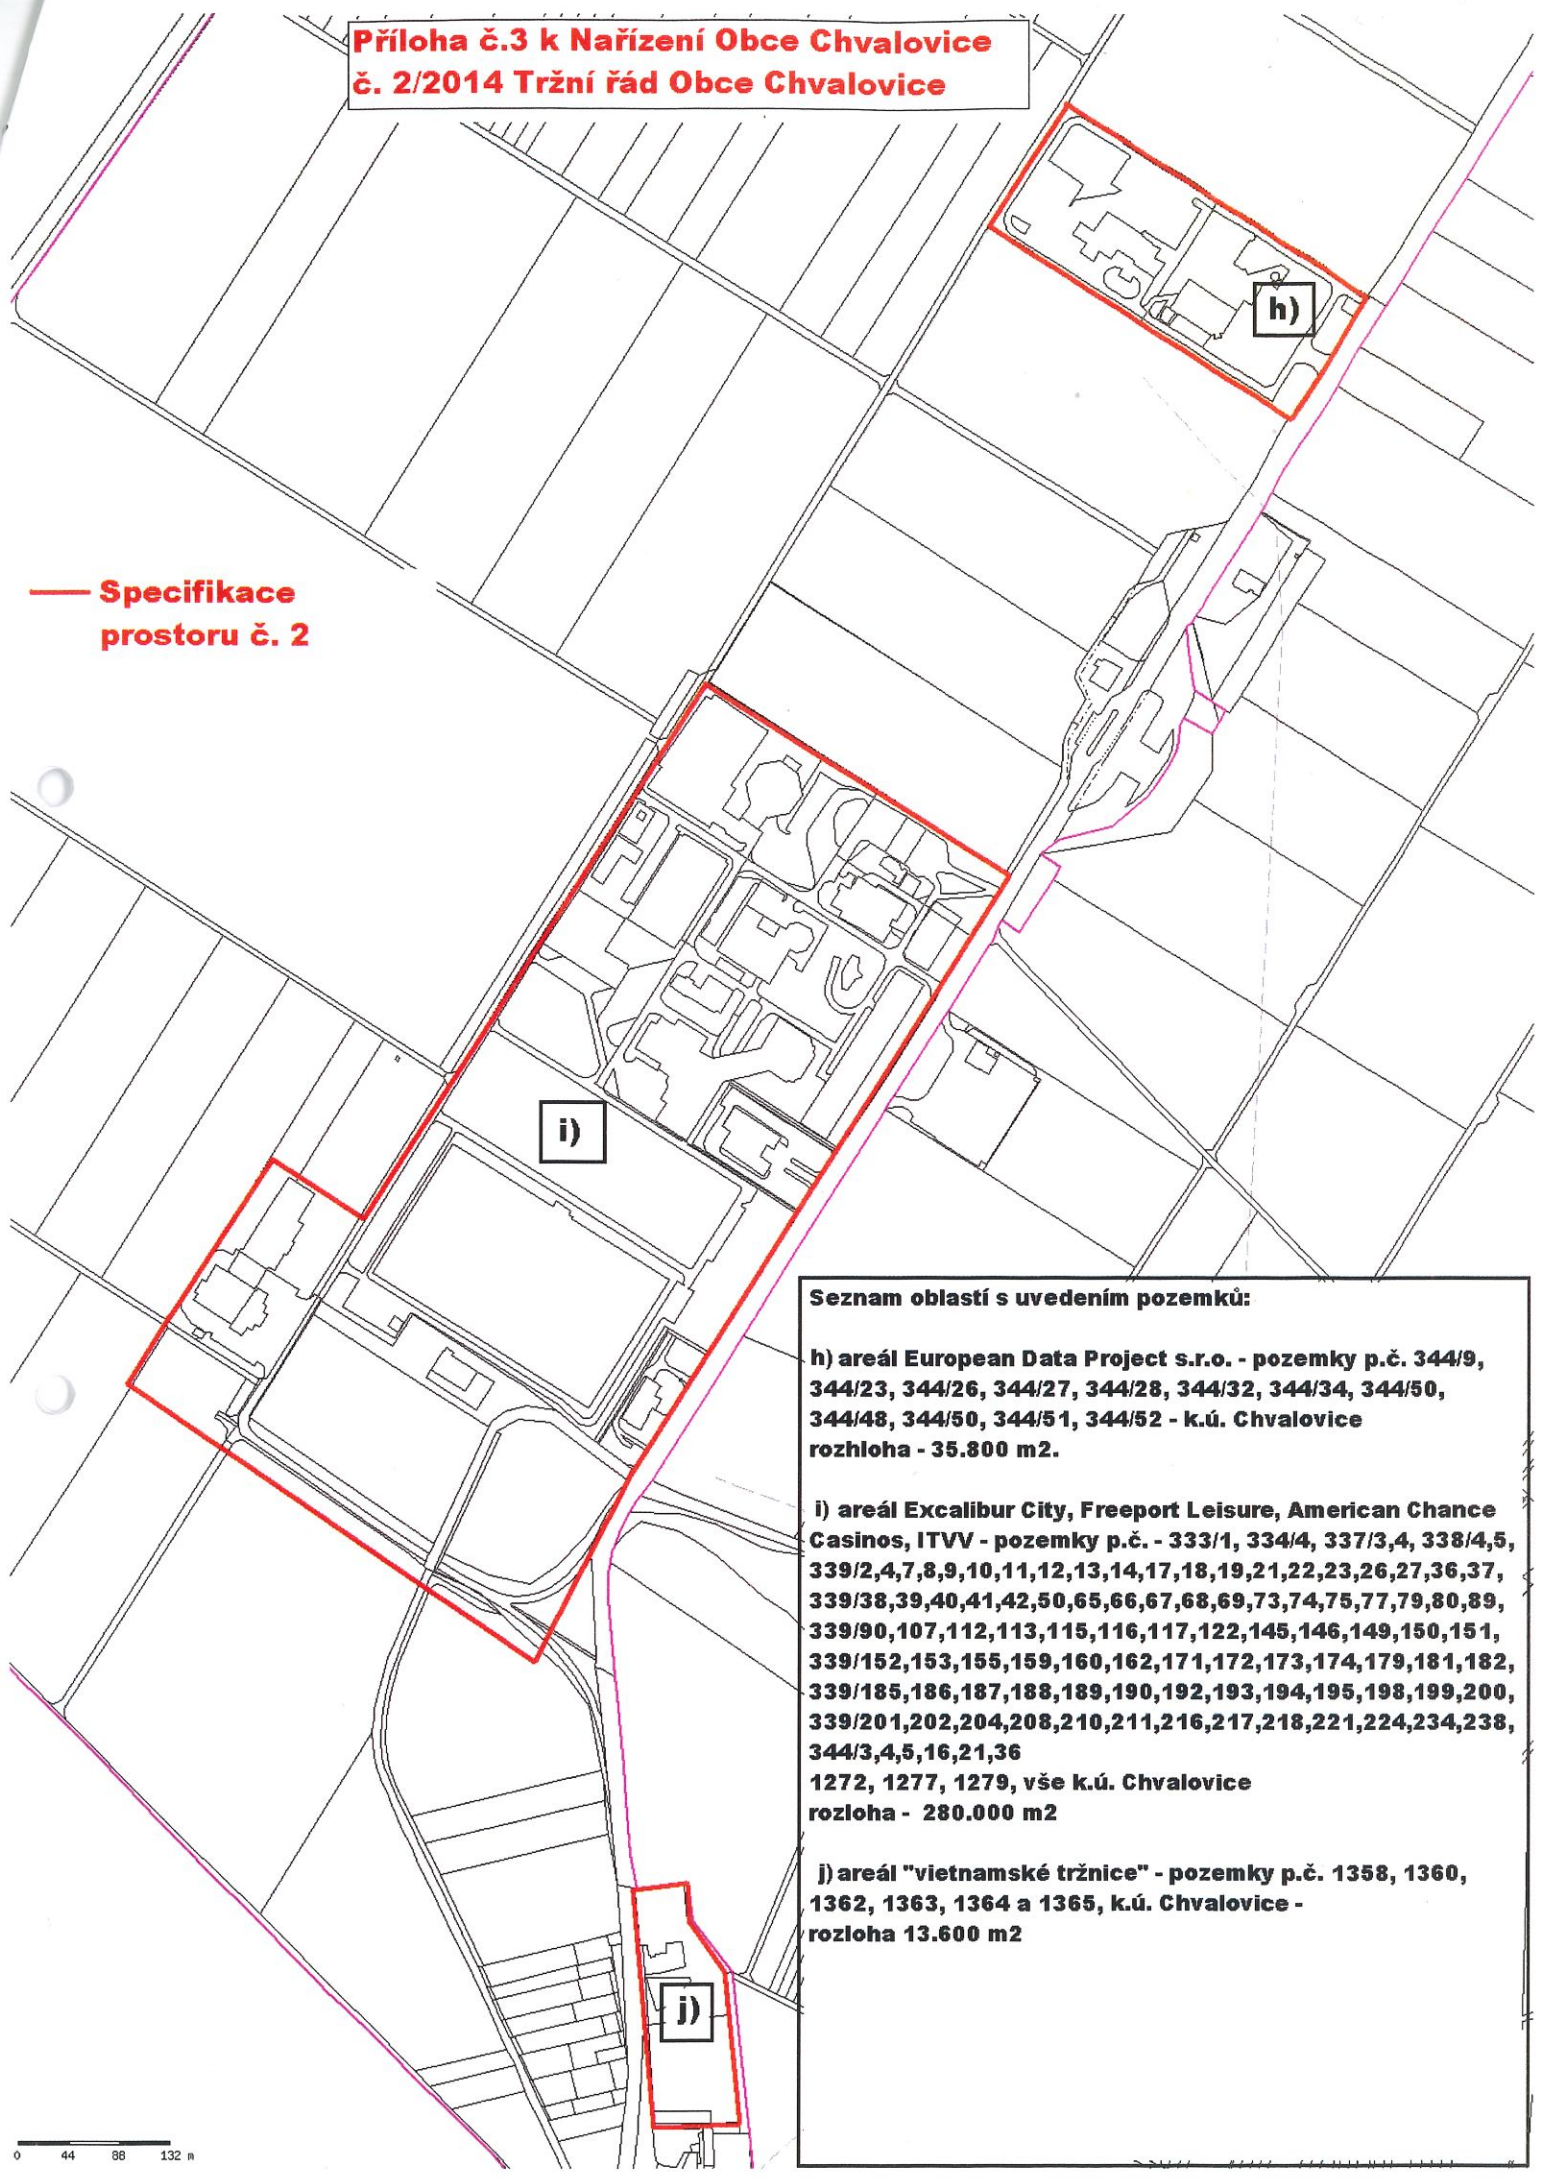 Příloha č.3 k Nařízení Obce Chvalovice
č. 2/2014 Tržní řád Obce Chvalovice
h)
Specifikace
prostoru č. 2
i)
Seznam oblastí s uvedením pozemků:
h) areál European Data Project s.r.o. - pozemky p.č. 344/9,
344/23, 344/26, 344/27, 344/28, 344/32, 344/34, 344/50,
344/48, 344/50, 344/51, 344/52 - k.ú. Chvalovice
rozhloha - 35.800 m2.
i) areál Excalibur City, Freeport Leisure, American Chance
Casinos, ITVV - pozemky p.č. - 333/1, 334/4, 337/3,4, 338/4,5,
339/2,4,7,8,9,10,11,12,13,14,17,18,19,21,22,23,26,27,36,37,
339/38,39,40,41,42,50,65,66,67,68,69,73,74,75,77,79,80,89,
339/90,107,112,113,115,116,117,122,145,146,149,150,151,
339/152,153,155,159,160,162,171,172,173,174,179,181,182,
339/185,186,187,188,189,190,192,193,194,195,198,199,200,
339/201,202,204,208,210,211,216,217,218,221,224,234,238,
344/3,4,5,16,21,36
1272, 1277, 1279, vše k.ú. Chvalovice
rozloha - 280.000 m2
j) areál "vietnamské tržnice" - pozemky p.č. 1358, 1360,
1362, 1363, 1364 a 1365, k.ú. Chvalovice -
rozloha 13.600 m2
j)
0 44 88 132 m